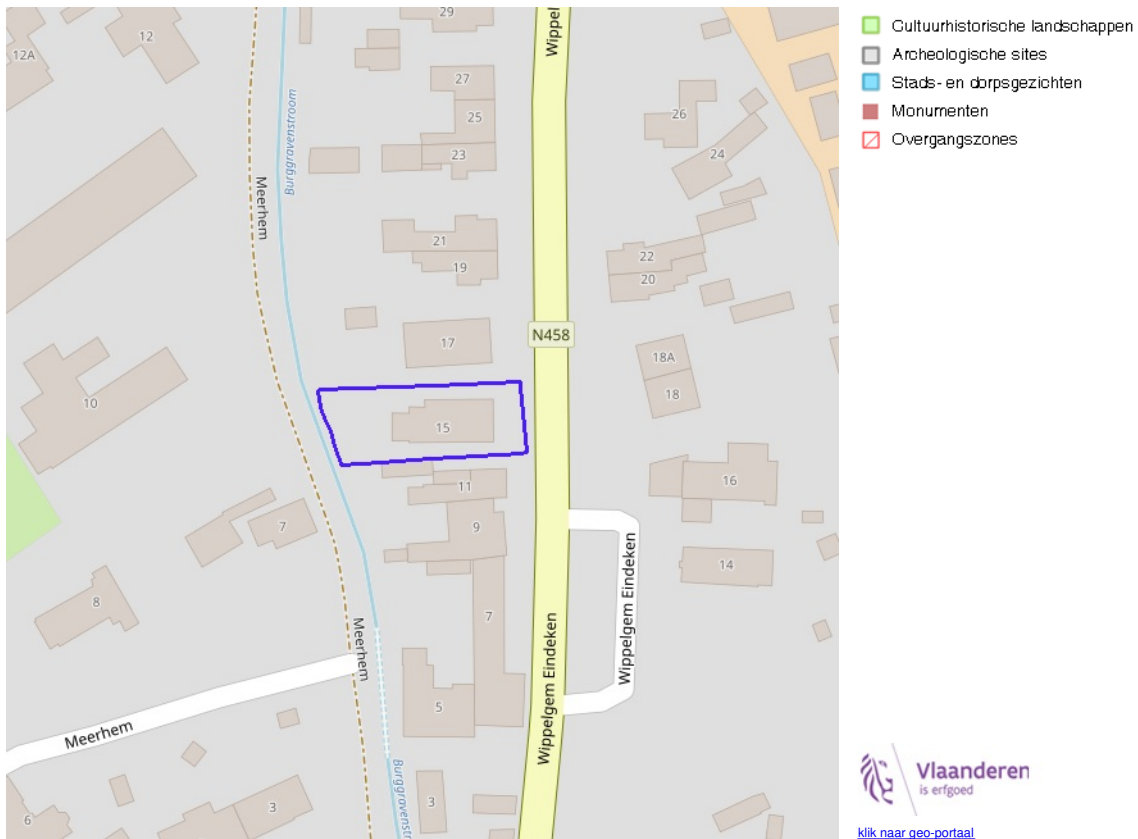 29
12
12A
Wippel
27
25
23
26
24
Burggravenstroom
Meerhem
21
19
22
20
17
N458
18A
18
10
15
11
16
9
7
14
8
7
Wippelgem Eindeken
Meerhem
Wippelgem Eindeken
5
Meerhem
Burggravenstr
3
3
6
Cultuurhistorische landschappen
Archeologische sites
Stads- en dorpsgezichten
Monumenten
Overgangszones
Vlaanderen
is erfgoed
klik naar geo-portaal